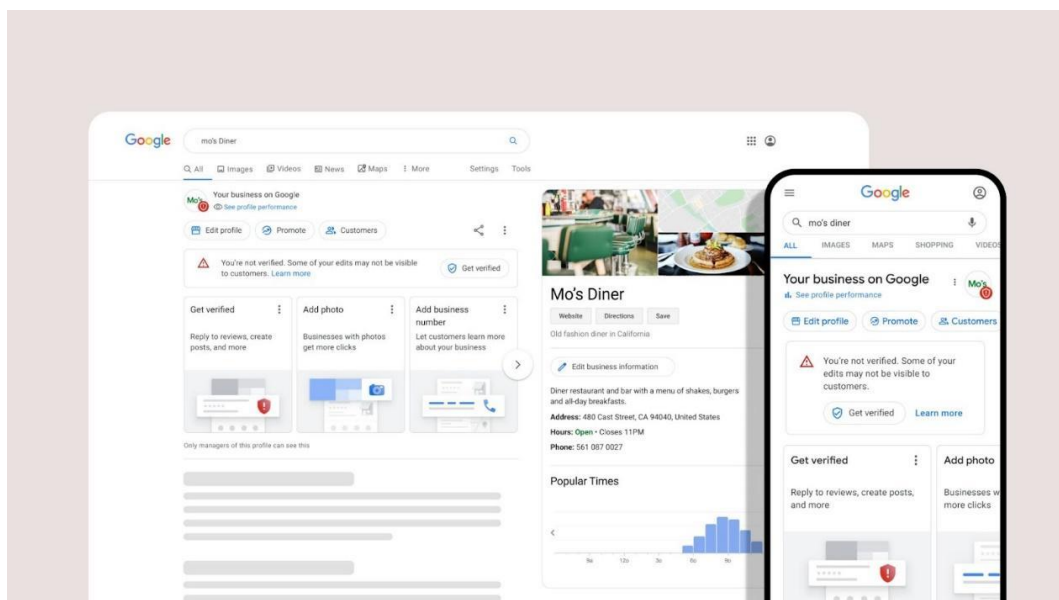 Google
mo's Diner
All Images Videos News Maps More Settings Tools
Your business on Google
Mo's
See profile performance
Edit profile Promote Customers
You're not verified. Some of your edits may not be visible
to customers. Learn more
Get verified
Get verified
Reply to reviews, create
posts, and more
Add photo
Businesses with photos
get more clicks
Add business
number
Let customers learn more
about your business
Only managers of this profile can see this
Mo's Diner
Website Directions Save
Old fashion diner in California
Edit business information
Diner restaurant and bar with a menu of shakes, burgers
and all-day breakfasts.
Address: 480 Cast Street, CA 94040, United States
Hours: Open • Closes 11PM
Phone: 561 087 0027
Popular Times
9a 12p 3p 6p 9p
Google
mo's diner
ALL IMAGES MAPS SHOPPING VIDEOS
Your business on Google
Mo's
See profile performance
Edit profile Promote Customers
You're not verified. Some of your
edits may not be visible to
customers.
Get verified Learn more
Get verified
Reply to reviews, create posts,
and more
Add photo
Businesses w
more clicks